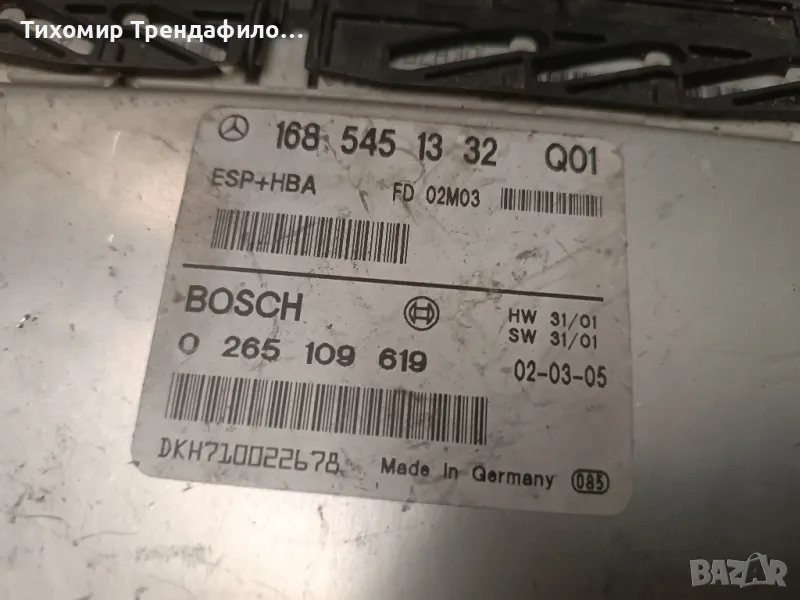 Тихомир Трендафило...
168 545 13 32 Q01
ESP+HBA FD 02M03
BOSCH
HW 31/01
SW 31/01
0 265 109 619 02-03-05
DKH710022678 Made in Germany 085
BAZAR